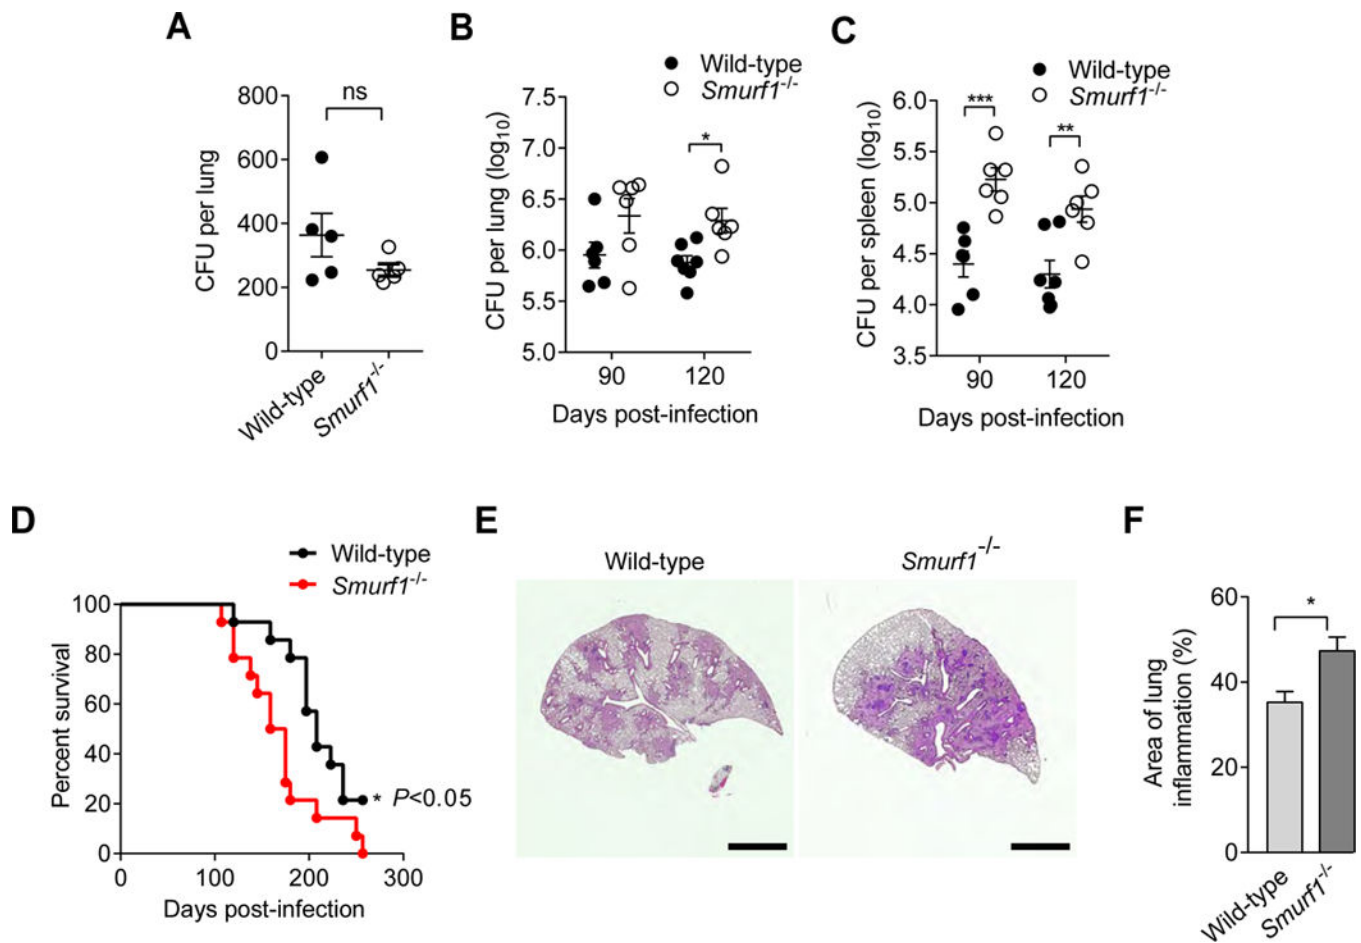 A
CFU per lung
800
600
400
200
0
ns
Wild-type
Smurf1-/-
B
Wild-type
Smurf1-/-
CFU per lung (log10)
7.5
7.0
6.5
6.0
5.5
5.0
*
90 120
Days post-infection
C
Wild-type
Smurf1-/-
CFU per spleen (log10)
6.0
5.5
5.0
4.5
4.0
3.5
***
**
90 120
Days post-infection
D
Wild-type
Smurf1-/-
Percent survival
100
80
60
40
20
0
* P<0.05
0 100 200 300
Days post-infection
E
Wild-type
Smurf1-/-
F
Area of lung
inflammation (%)
60
40
20
0
*
Wild-type
Smurf1-/-